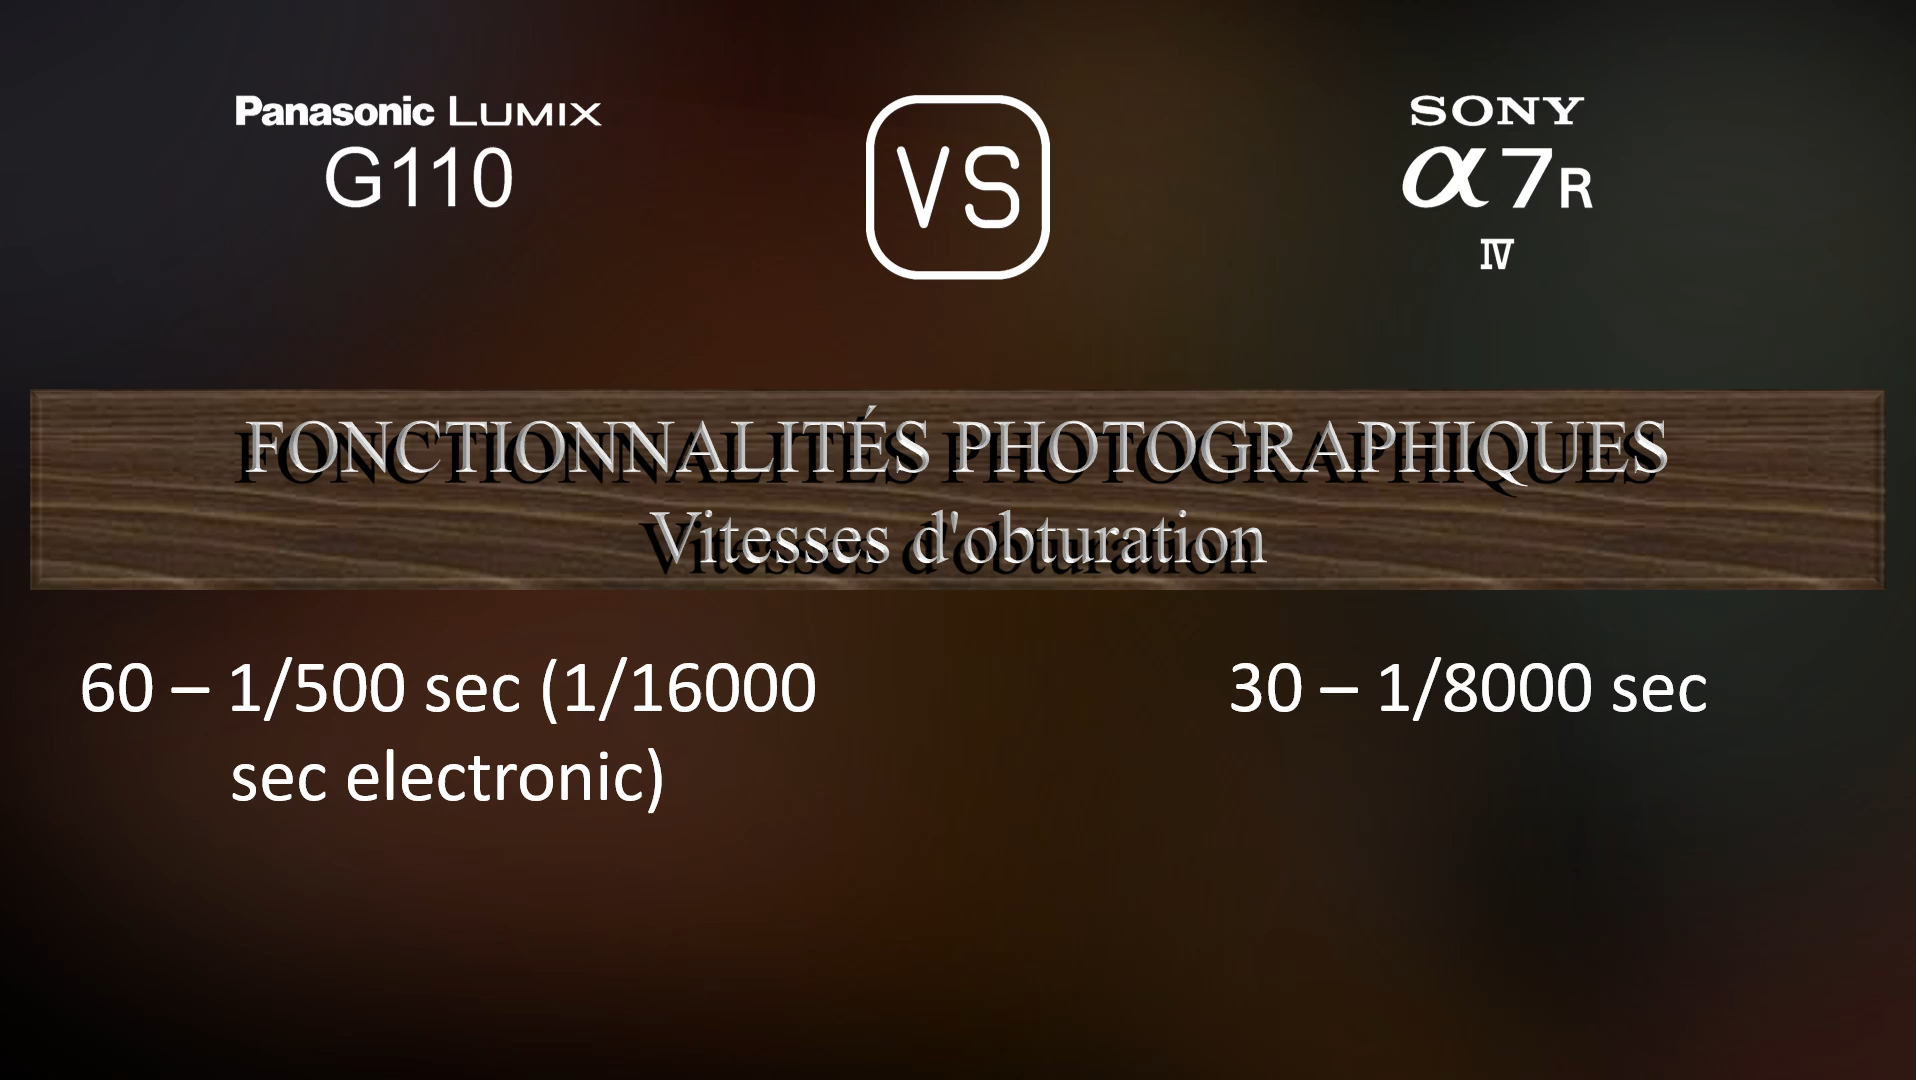 Panasonic LUMIX
G110
VS
SONY
α7R
IV
FONCTIONNALITÉS PHOTOGRAPHIQUES
Vitesses d'obturation
60 – 1/500 sec (1/16000
sec electronic)
30 – 1/8000 sec